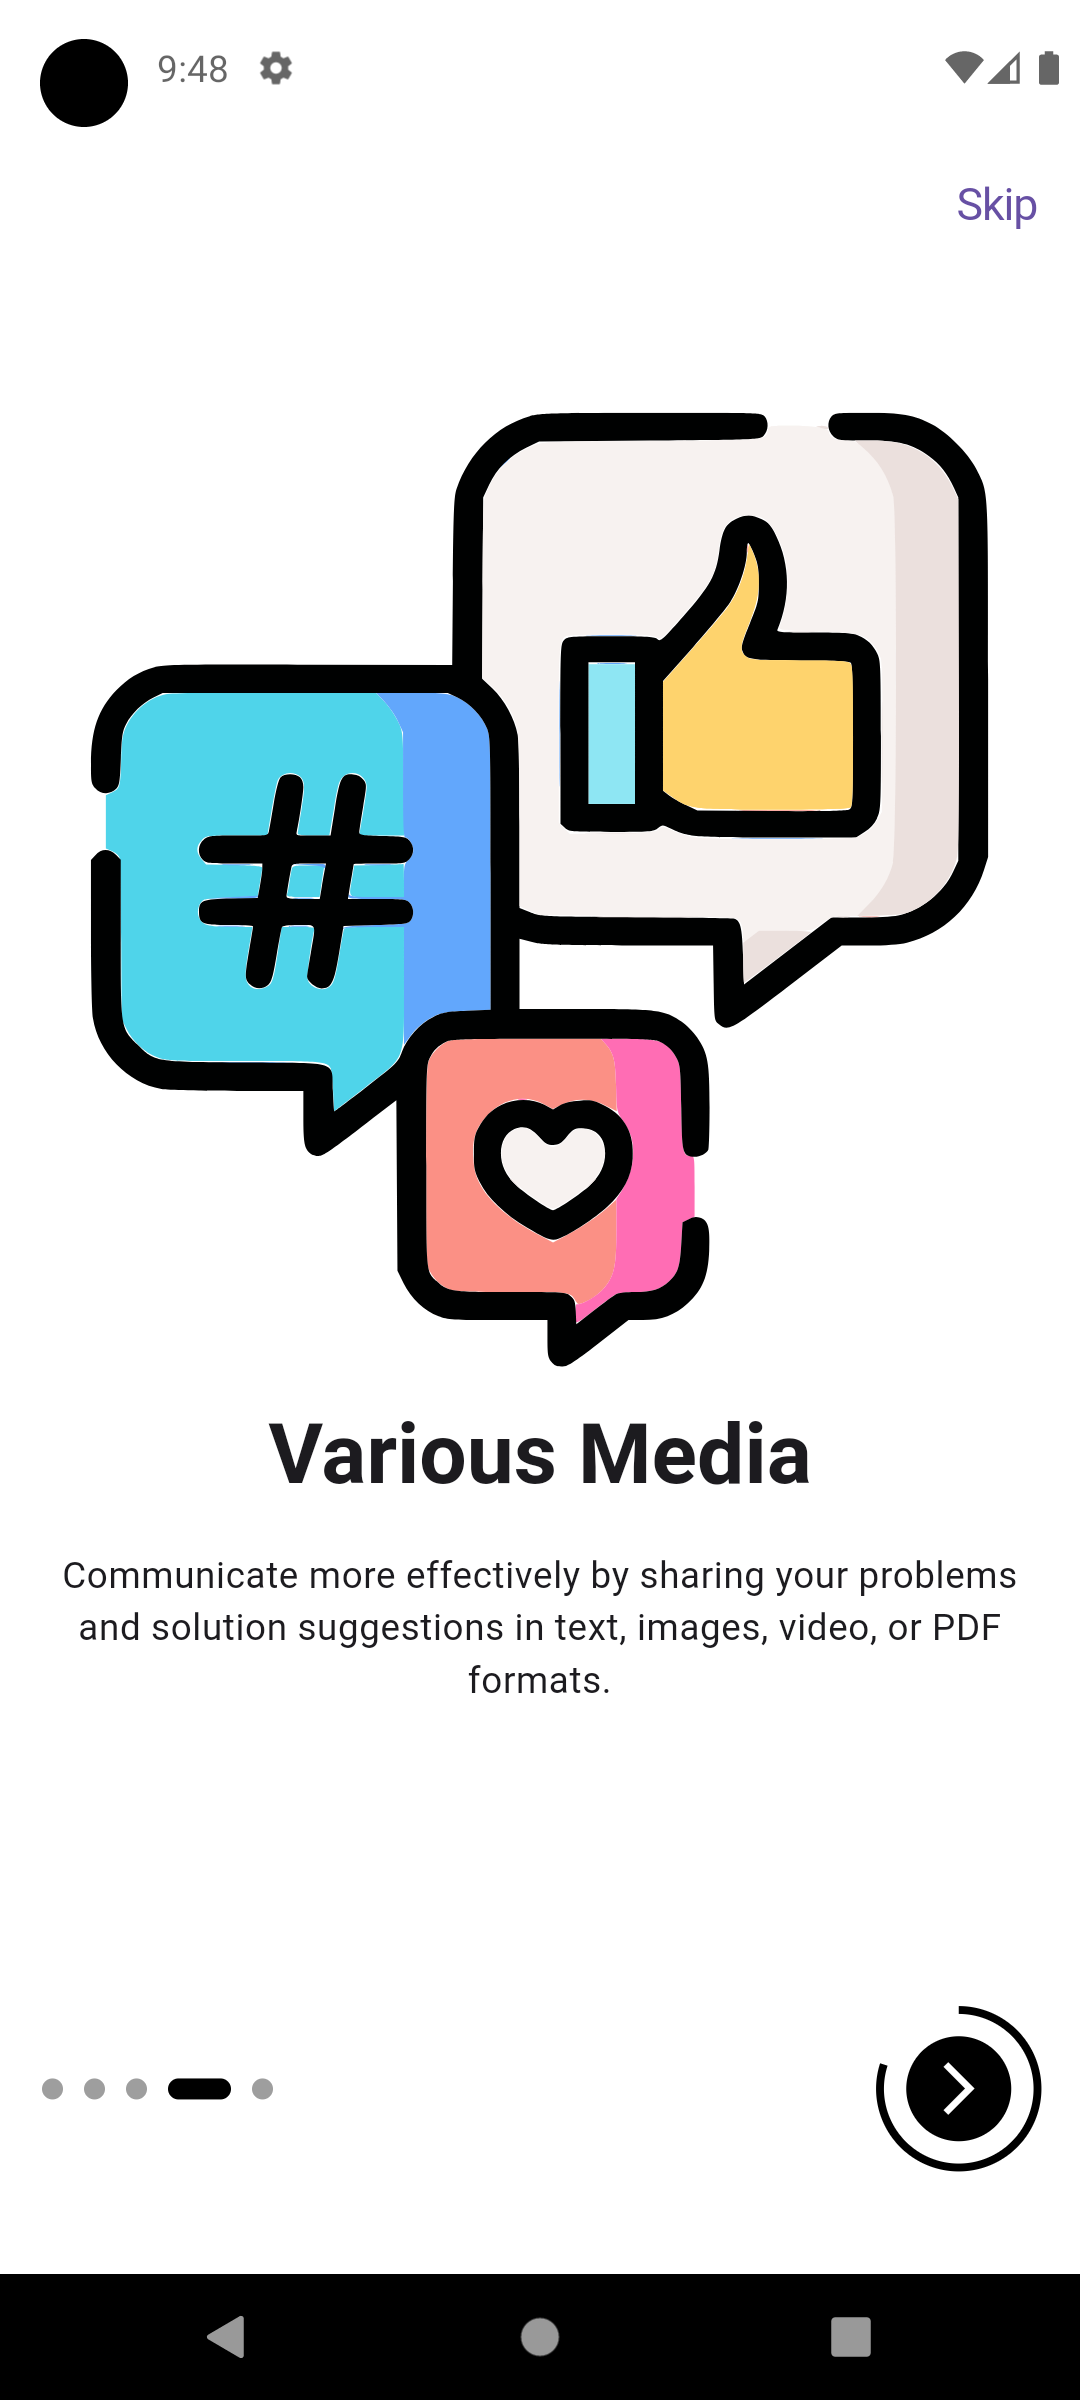 9:48
Skip
#
Various Media
Communicate more effectively by sharing your problems
and solution suggestions in text, images, video, or PDF
formats.